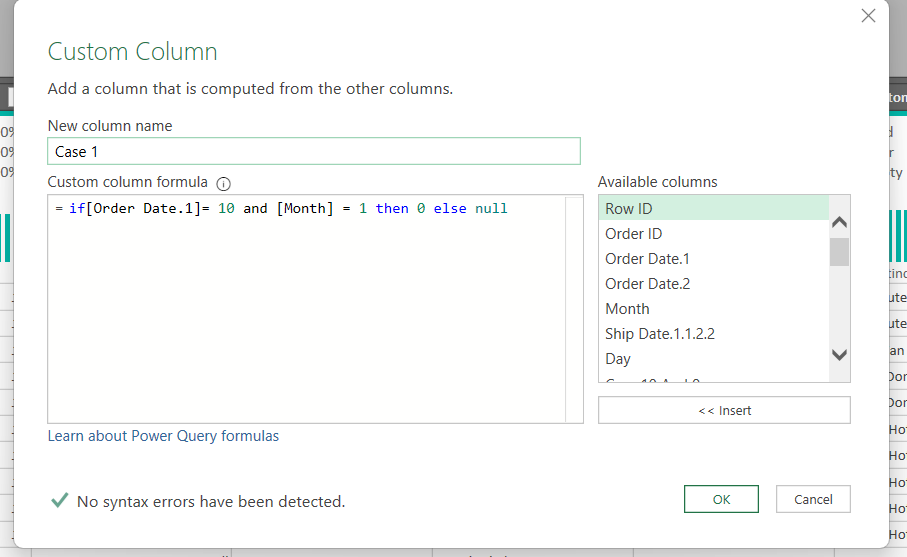 Custom Column
Add a column that is computed from the other columns.
New column name
Case 1
Custom column formula
Available columns
= if[Order Date.1]= 10 and [Month] = 1 then 0 else null
Row ID
Order ID
Order Date.1
Order Date.2
Month
Ship Date.1.1.2.2
Day
<< Insert
Learn about Power Query formulas
No syntax errors have been detected.
OK
Cancel